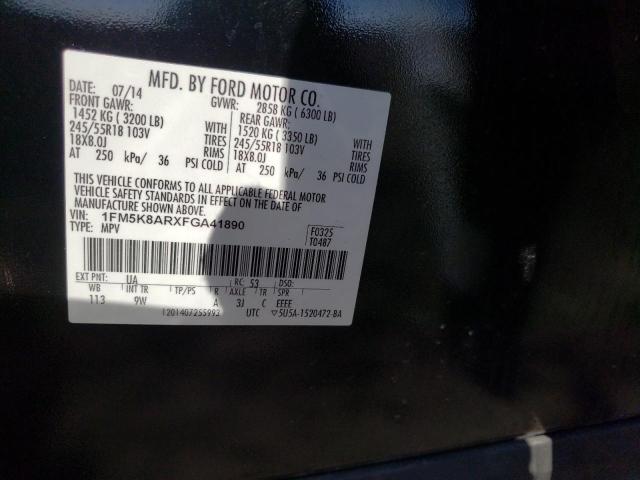 MFD. BY FORD MOTOR CO.
DATE: 07/14 GVWR: 2858 KG ( 6300 LB)
FRONT GAWR: REAR GAWR:
1452 KG ( 3200 LB) WITH 1520 KG ( 3350 LB) WITH
245/55R18 103V TIRES 245/55R18 103V TIRES
18X8.0J RIMS 18X8.0J RIMS
AT 250 kPa/ 36 PSI COLD AT 250 kPa/ 36 PSI COLD
THIS VEHICLE CONFORMS TO ALL APPLICABLE FEDERAL MOTOR
VEHICLE SAFETY STANDARDS IN EFFECT ON THE DATE OF
MANUFACTURE SHOWN ABOVE.
VIN: 1FM5K8ARXFGA41890 F0325
TYPE: MPV T0487
EXT PNT: UA RC: 53 DSO:
WB INT TR TP/PS R AXLE TR SPR
113 9W A 3J C EEEE
120140725599​3 UTC ▽5U5A-1520472-BA